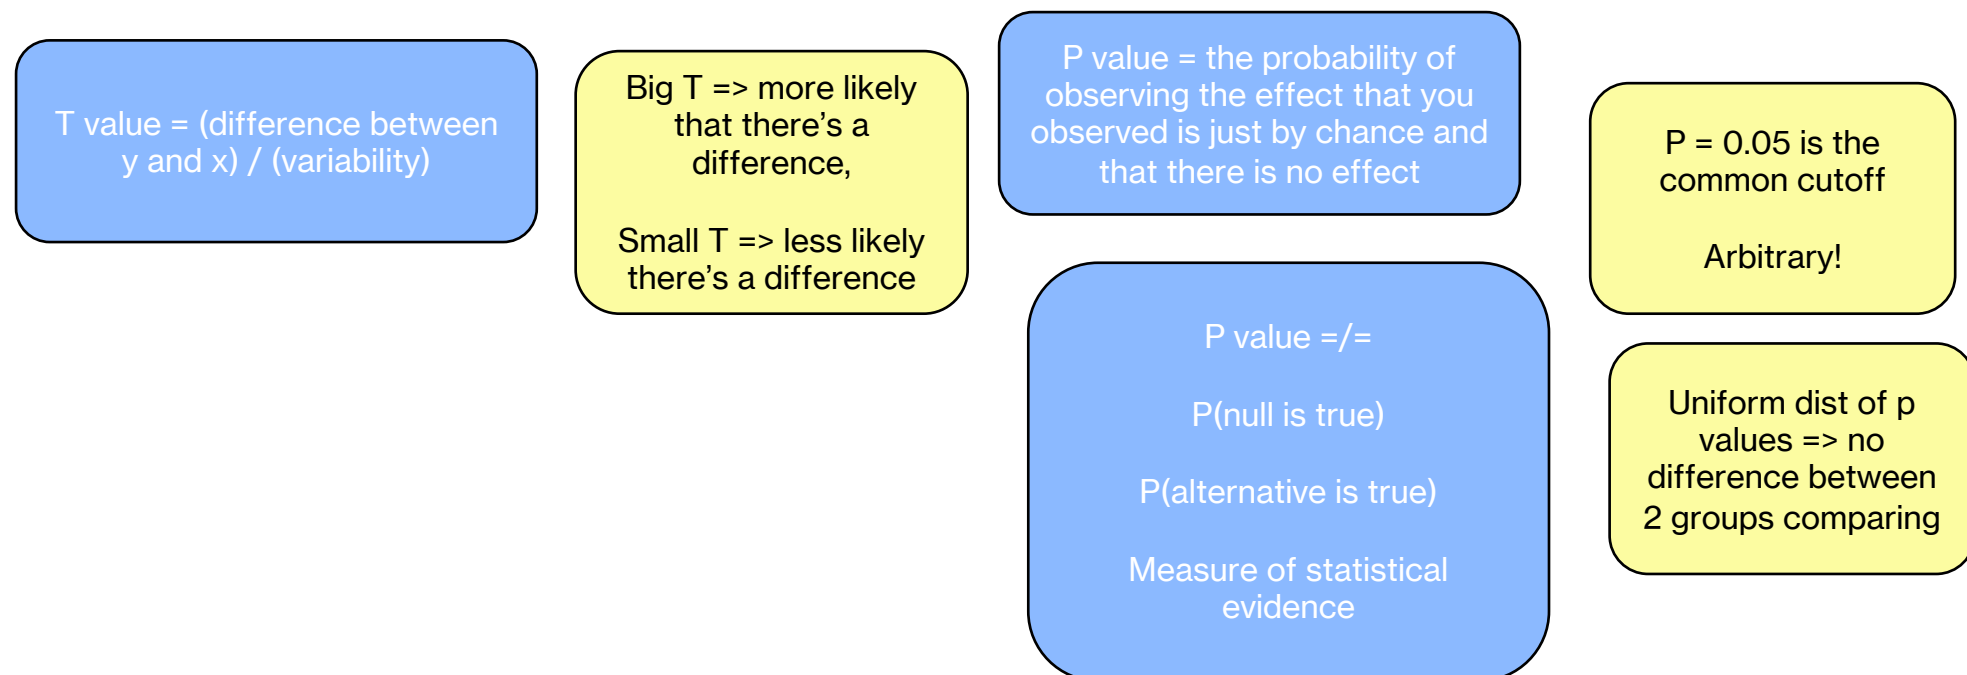 T value = (difference between
y and x) / (variability)
Big T => more likely
that there’s a
difference,
Small T => less likely
there’s a difference
P value = the probability of
observing the effect that you
observed is just by chance and
that there is no effect
P = 0.05 is the
common cutoff
Arbitrary!
P value =/=
P(null is true)
P(alternative is true)
Measure of statistical
evidence
Uniform dist of p
values => no
difference between
2 groups comparing